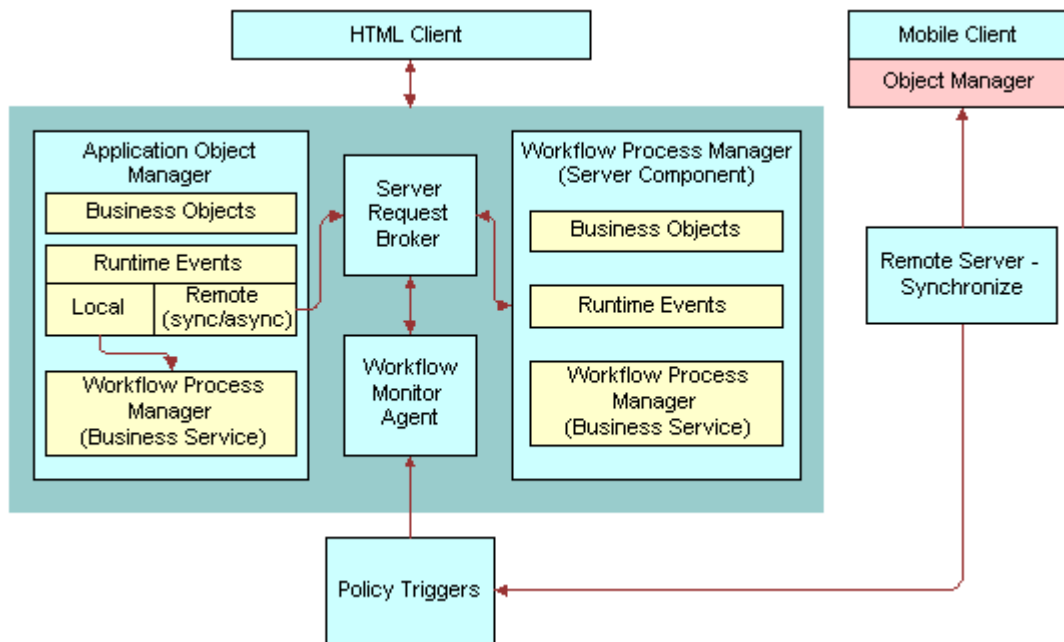 HTML Client
Mobile Client
Object Manager
Application Object
Manager
Business Objects
Runtime Events
Local
Remote
(sync/async)
Workflow Process
Manager
(Business Service)
Server
Request
Broker
Workflow
Monitor
Agent
Workflow Process Manager
(Server Component)
Business Objects
Runtime Events
Workflow Process
Manager
(Business Service)
Remote Server -
Synchronize
Policy Triggers